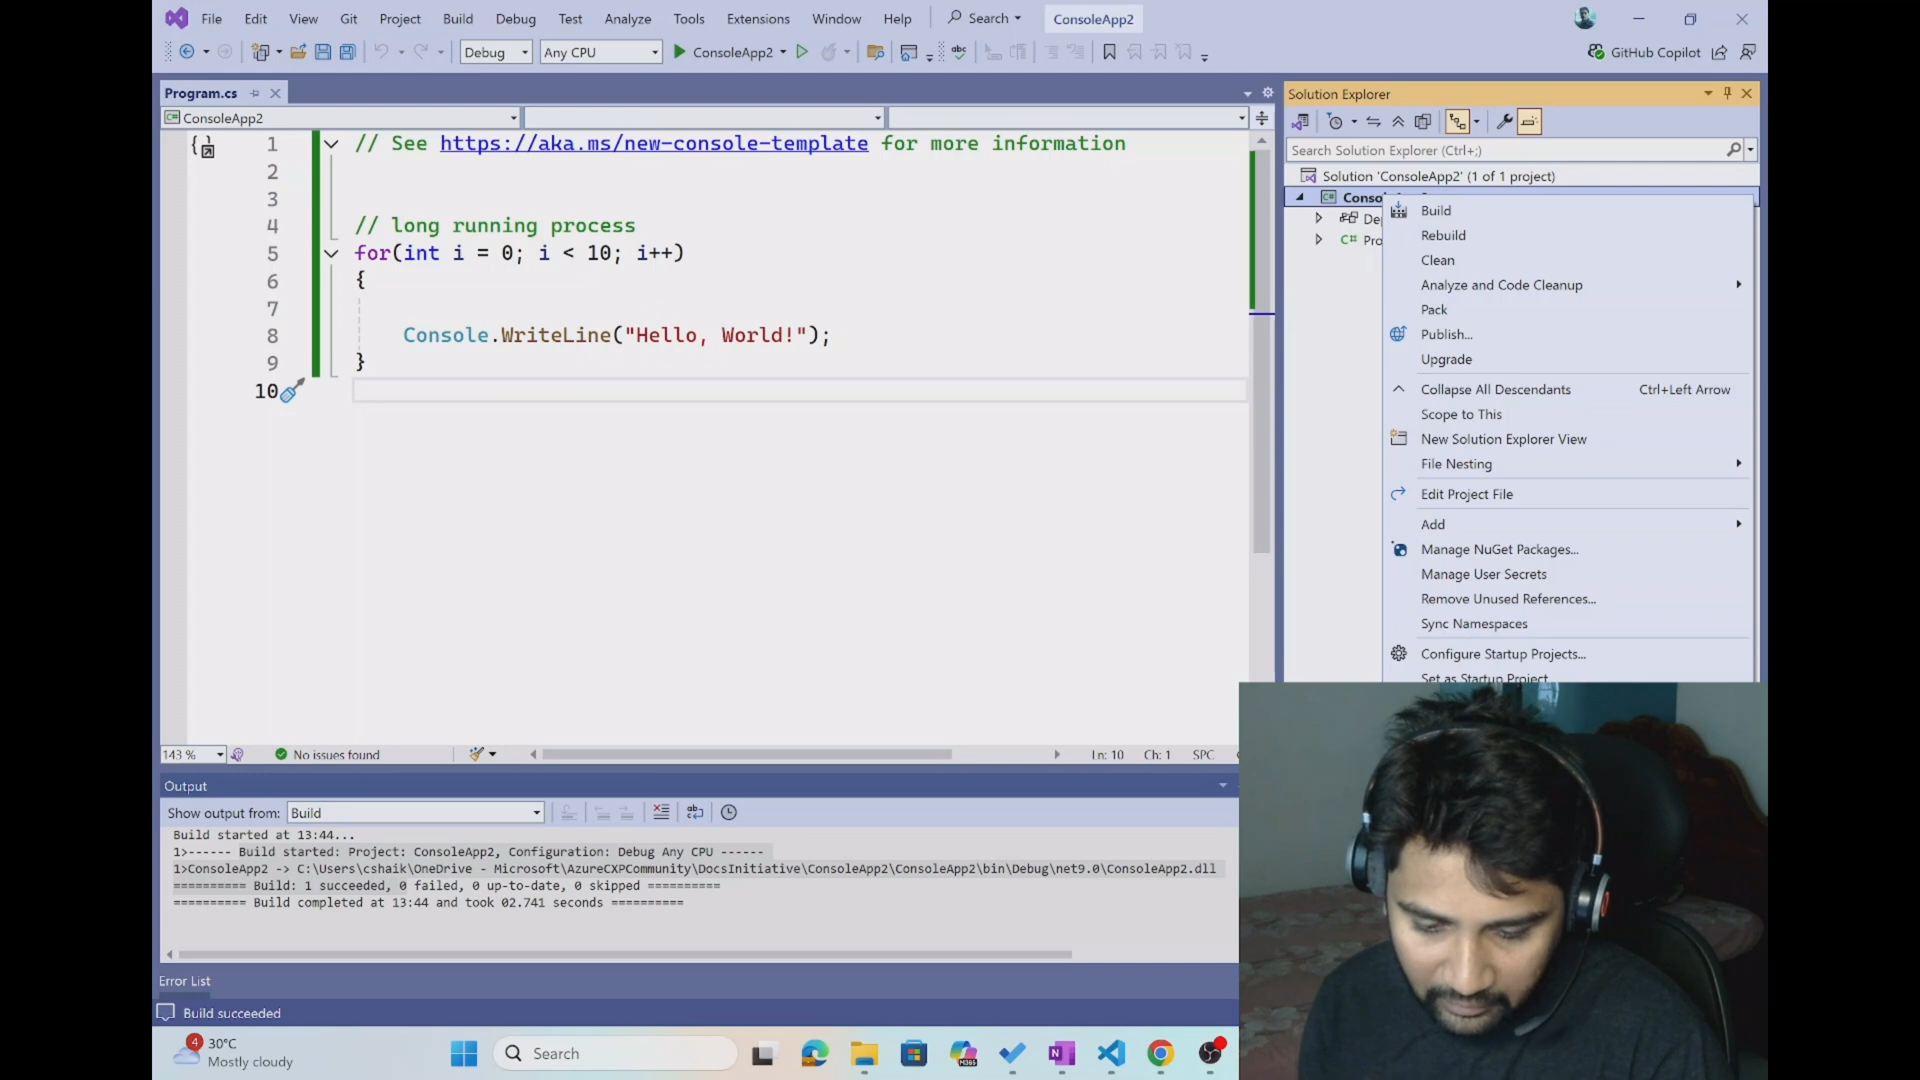 File Edit View Git Project Build Debug Test Analyze Tools Extensions Window Help Search ConsoleApp2
Debug Any CPU ConsoleApp2 GitHub Copilot
Program.cs
ConsoleApp2
1 // See https://aka.ms/new-console-template for more information
2
3
4 // long running process
5 for(int i = 0; i < 10; i++)
6 {
7
8 Console.WriteLine("Hello, World!");
9 }
10
143 % No issues found Ln: 10 Ch: 1 SPC
Solution Explorer
Search Solution Explorer (Ctrl+;)
Solution 'ConsoleApp2' (1 of 1 project)
Build
Rebuild
Clean
Analyze and Code Cleanup
Pack
Publish...
Upgrade
Collapse All Descendants Ctrl+Left Arrow
Scope to This
New Solution Explorer View
File Nesting
Edit Project File
Add
Manage NuGet Packages...
Manage User Secrets
Remove Unused References...
Sync Namespaces
Configure Startup Projects...
Set as Startup Project
Output
Show output from: Build
Build started at 13:44...
1>------ Build started: Project: ConsoleApp2, Configuration: Debug Any CPU ------
1>ConsoleApp2 -> C:\Users\cshaik\OneDrive - Microsoft\AzureCXPCommunity\DocsInitiative\ConsoleApp2\ConsoleApp2\bin\Debug\net9.0\ConsoleApp2.dll
========== Build: 1 succeeded, 0 failed, 0 up-to-date, 0 skipped ==========
========== Build completed at 13:44 and took 02.741 seconds ==========
Error List
Build succeeded
4 30°C
Mostly cloudy
Search